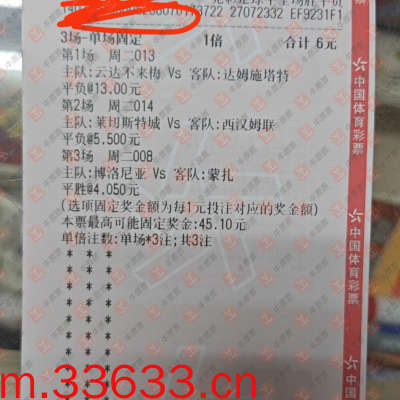 3722 27072332 EF9231F1
3场-单场固定 1倍 合计 6元
第1场 周二013
主队:云达不来梅 Vs 客队:达姆施塔特
平负@13.00元
第2场 周二014
主队:莱切斯特城 Vs 客队:西汉姆联
平负@5.500元
第3场 周二008
主队:博洛尼亚 Vs 客队:蒙扎
平胜@4.050元
(选项固定奖金额为每1元投注对应的奖金额)
本票最高可能固定奖金:45.10元
单倍注数:单场*3注;共3注
中国体育彩票
中国体育彩票
中国体育彩
m.33633.cn